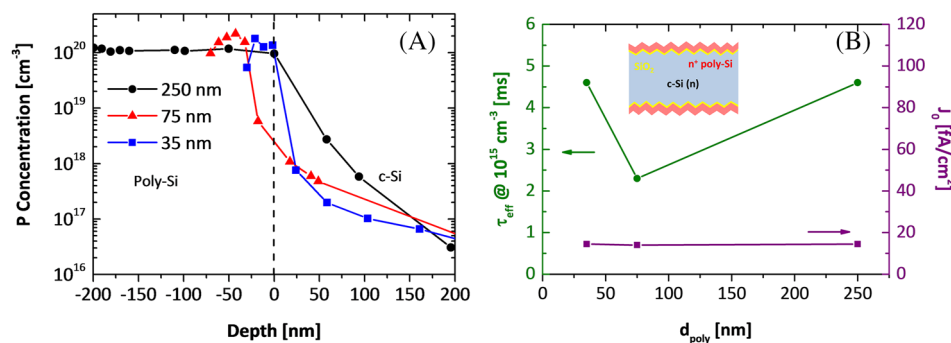 (A)
P Concentration [cm⁻³]
10²⁰
10¹⁹
10¹⁸
10¹⁷
10¹⁶
250 nm
75 nm
35 nm
Poly-Si
c-Si
-200 -150 -100 -50 0 50 100 150 200
Depth [nm]
(B)
τeff @ 10¹⁵ cm⁻³ [ms]
6
5
4
3
2
1
0
SiO₂
n⁺ poly-Si
c-Si (n)
120
100
80
60
40
20
0
J₀ [fA/cm²]
0 50 100 150 200 250
dpoly [nm]